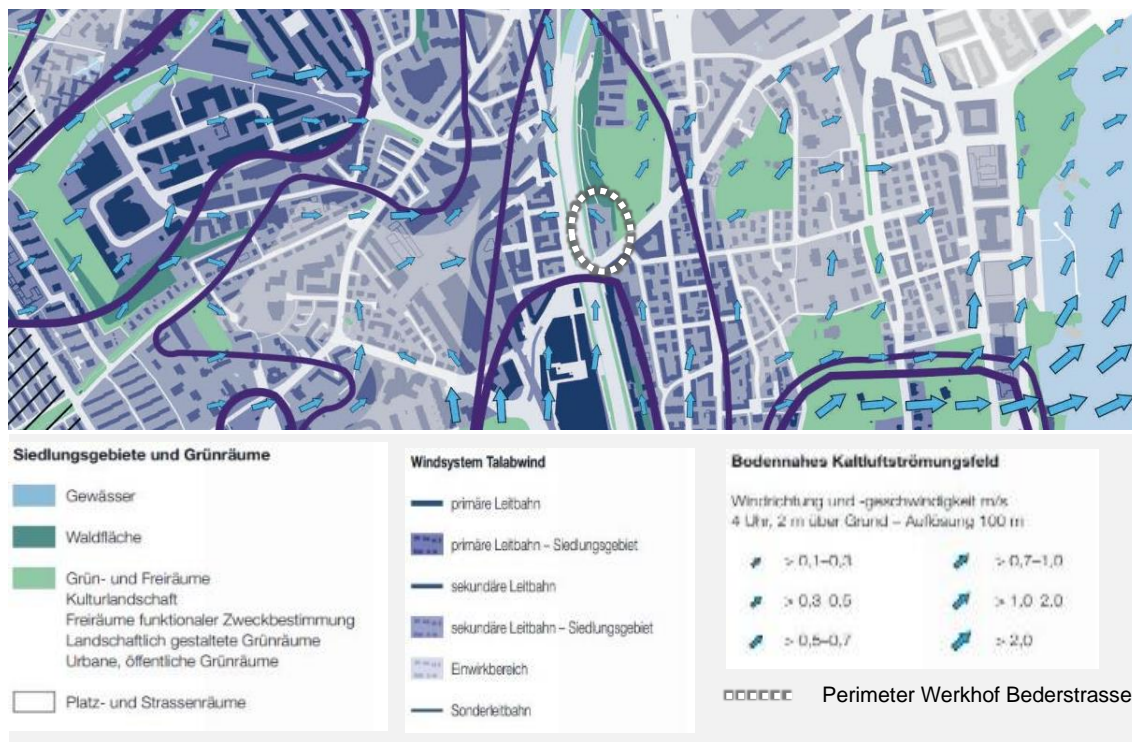 Siedlungsgebiete und Grünräume
Gewässer
Waldfläche
Grün- und Freiräume
Kulturlandschaft
Freiräume funktionaler Zweckbestimmung
Landschaftlich gestaltete Grünräume
Urbane, öffentliche Grünräume
Platz- und Strassenräume
Windsystem Talabwind
primäre Leitbahn
primäre Leitbahn – Siedlungsgebiet
sekundäre Leitbahn
sekundäre Leitbahn – Siedlungsgebiet
Einwirkbereich
Sonderleitbahn
Bodennahes Kaltluftströmungsfeld
Windrichtung und -geschwindigkeit m/s
4 Uhr, 2 m über Grund – Auflösung 100 m
> 0,1–0,3
> 0,3 0,5
> 0,5–0,7
> 0,7–1,0
> 1,0 2,0
> 2,0
Perimeter Werkhof Bederstrasse